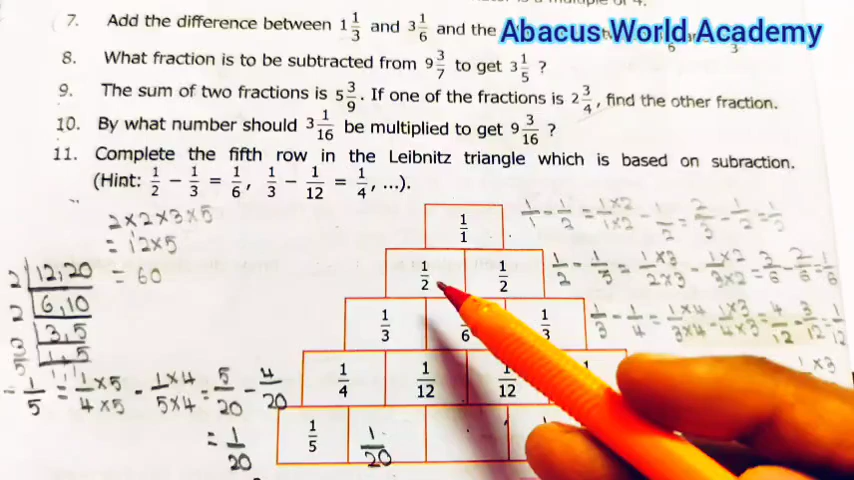 7. Add the difference between 1 1/3 and 3 1/6 and the
Abacus World Academy
8. What fraction is to be subtracted from 9 3/7 to get 3 1/5 ?
9. The sum of two fractions is 5 3/9. If one of the fractions is 2 3/4, find the other fraction.
10. By what number should 3 1/16 be multiplied to get 9 3/16 ?
11. Complete the fifth row in the Leibnitz triangle which is based on subraction.
(Hint: 1/2 - 1/3 = 1/6, 1/3 - 1/12 = 1/4, ...).
2×2×3×5
= 12×5
= 60
2 | 12,20
2 | 6,10
3 | 3,5
1/5 = 1/4 × 5 - 1×4/5×4 = 5/20 - 4/20
= 1/20
1/1
1/2 1/2
1/3 6 1/3
1/4 1/12 1/12
1/5 1/20
1/1 - 1/2 = 1×2/1×2 - 1/2 = 2/3 - 1/2 = 1/2
1/2 - 1/3 = 1×3/2×3 - 1×2/3×2 = 3/6 - 2/6 = 1/6
1/3 - 1/4 = 1×4/3×4 - 1×3/4×3 = 4/12 - 3/12 = 1/12